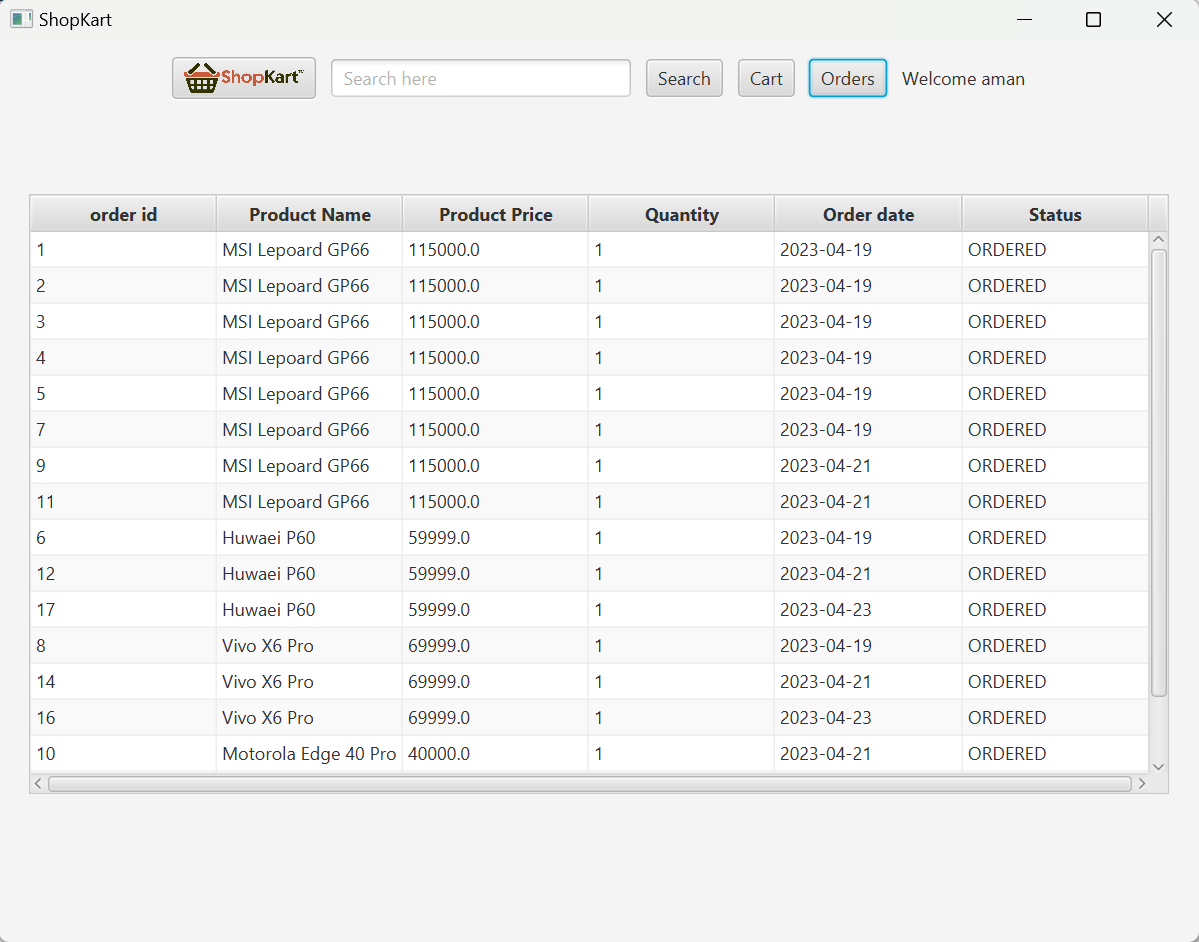 ShopKart
ShopKart™ Search here Search Cart Orders Welcome aman
order id Product Name Product Price Quantity Order date Status
1 MSI Lepoard GP66 115000.0 1 2023-04-19 ORDERED
2 MSI Lepoard GP66 115000.0 1 2023-04-19 ORDERED
3 MSI Lepoard GP66 115000.0 1 2023-04-19 ORDERED
4 MSI Lepoard GP66 115000.0 1 2023-04-19 ORDERED
5 MSI Lepoard GP66 115000.0 1 2023-04-19 ORDERED
7 MSI Lepoard GP66 115000.0 1 2023-04-19 ORDERED
9 MSI Lepoard GP66 115000.0 1 2023-04-21 ORDERED
11 MSI Lepoard GP66 115000.0 1 2023-04-21 ORDERED
6 Huwaei P60 59999.0 1 2023-04-19 ORDERED
12 Huwaei P60 59999.0 1 2023-04-21 ORDERED
17 Huwaei P60 59999.0 1 2023-04-23 ORDERED
8 Vivo X6 Pro 69999.0 1 2023-04-19 ORDERED
14 Vivo X6 Pro 69999.0 1 2023-04-21 ORDERED
16 Vivo X6 Pro 69999.0 1 2023-04-23 ORDERED
10 Motorola Edge 40 Pro 40000.0 1 2023-04-21 ORDERED